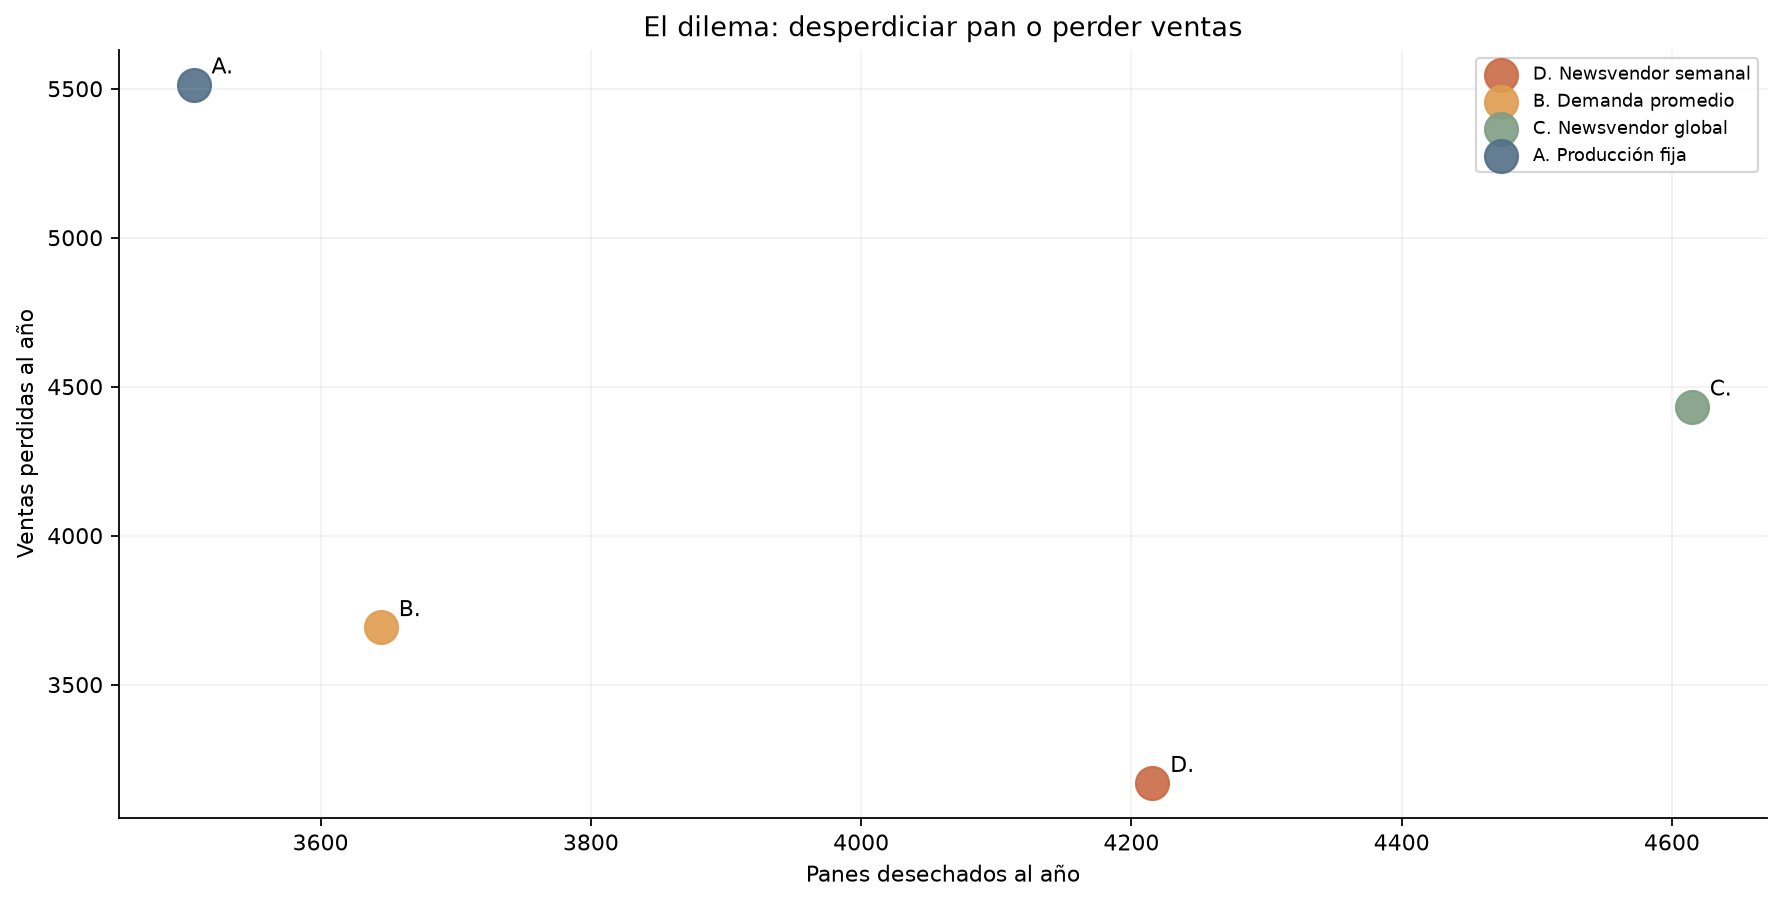 El dilema: desperdiciar pan o perder ventas
A.
D. Newsvendor semanal
B. Demanda promedio
C. Newsvendor global
A. Producción fija
5500
5000
4500
4000
3500
Ventas perdidas al año
C.
B.
D.
3600 3800 4000 4200 4400 4600
Panes desechados al año